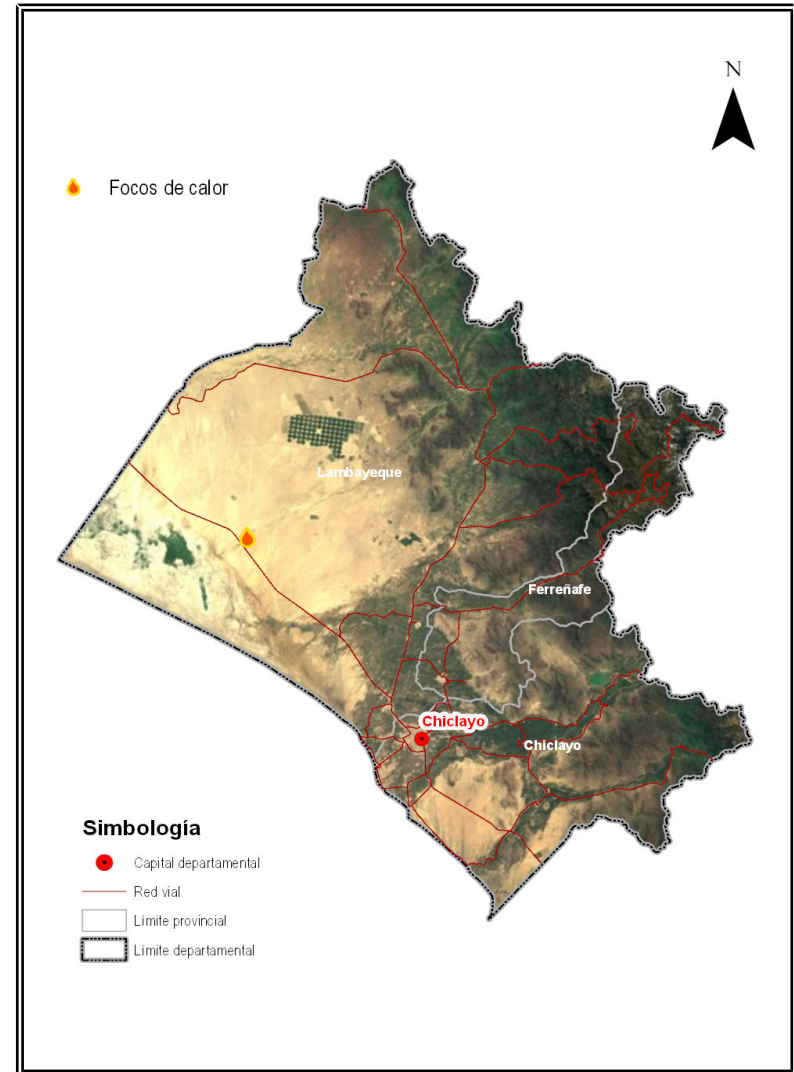 N
Focos de calor
Lambayeque
Ferreñafe
Chiclayo
Chiclayo
Simbología
Capital departamental
Red vial
Límite provincial
Límite departamental